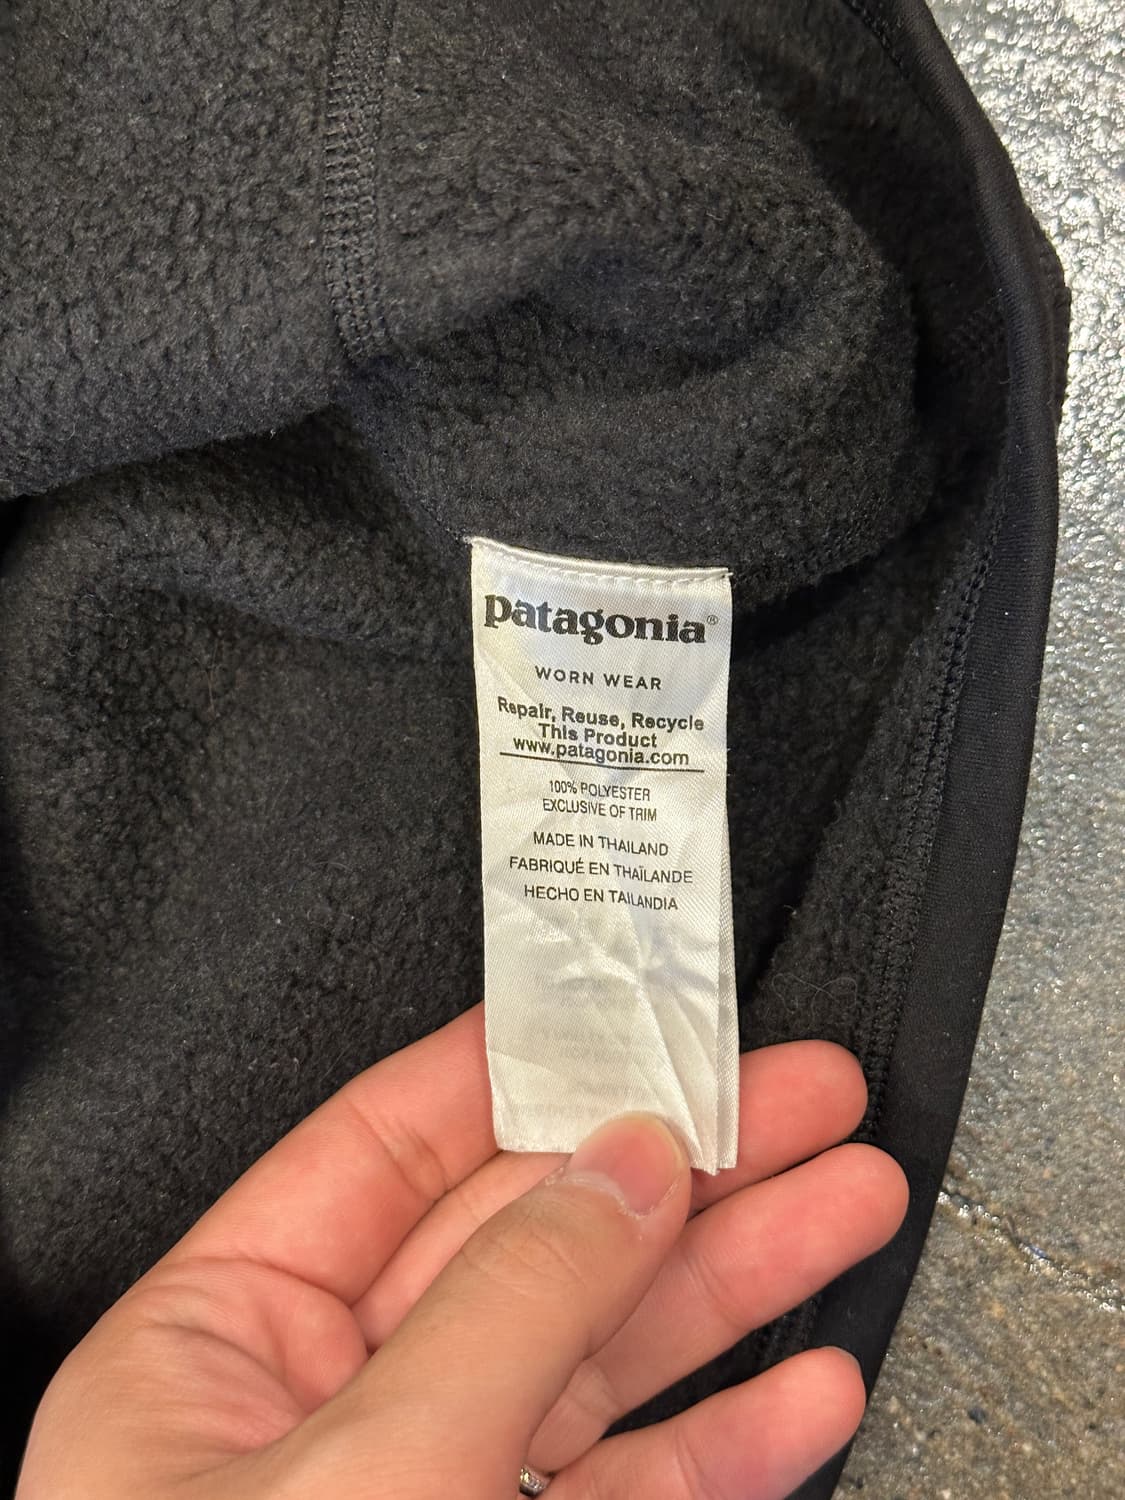 patagonia®
WORN WEAR
Repair, Reuse, Recycle
This Product
www.patagonia.com
100% POLYESTER
EXCLUSIVE OF TRIM
MADE IN THAILAND
FABRIQUÉ EN THAÏLANDE
HECHO EN TAILANDIA